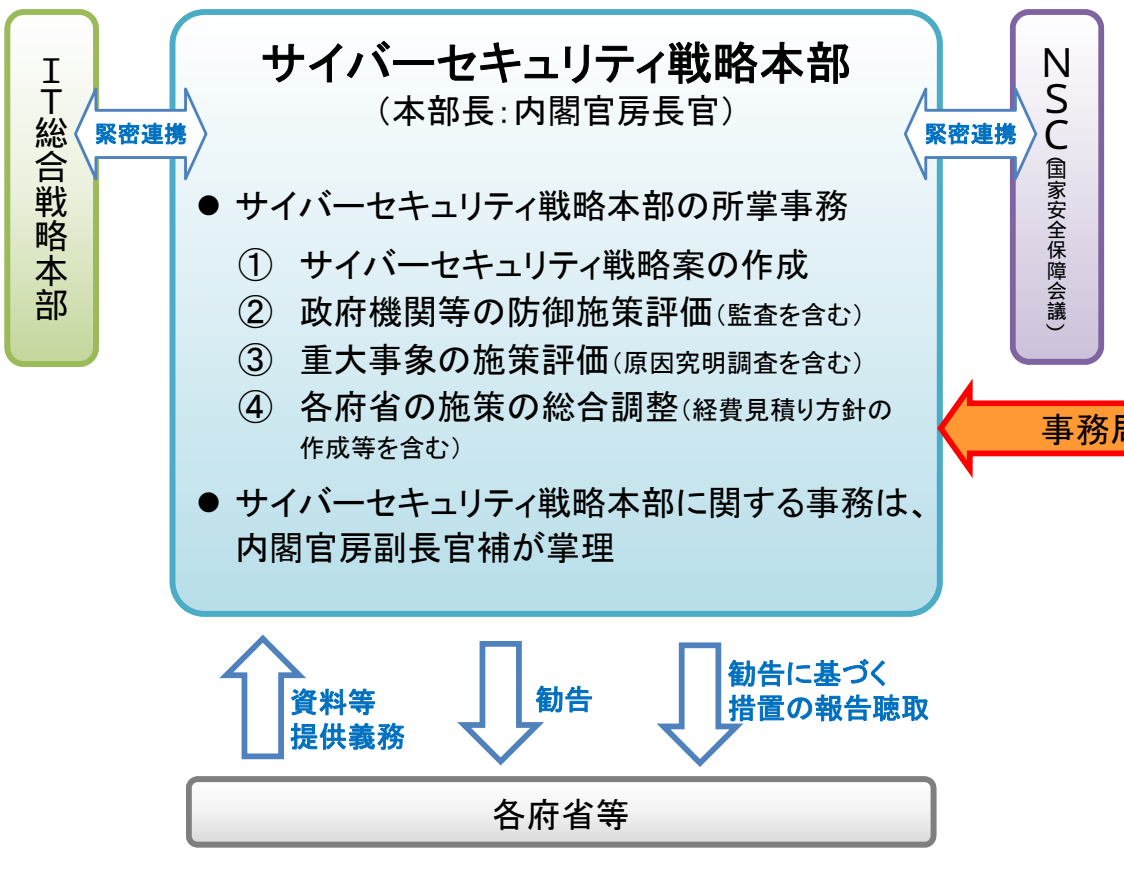 サイバーセキュリティ戦略本部
（本部長：内閣官房長官）
IT総合戦略本部
緊密連携
緊密連携
NSC（国家安全保障会議）
● サイバーセキュリティ戦略本部の所掌事務
① サイバーセキュリティ戦略案の作成
② 政府機関等の防御施策評価（監査を含む）
③ 重大事象の施策評価（原因究明調査を含む）
④ 各府省の施策の総合調整（経費見積り方針の
作成等を含む）
事務局
● サイバーセキュリティ戦略本部に関する事務は、
内閣官房副長官補が掌理
資料等
提供義務
勧告
勧告に基づく
措置の報告聴取
各府省等